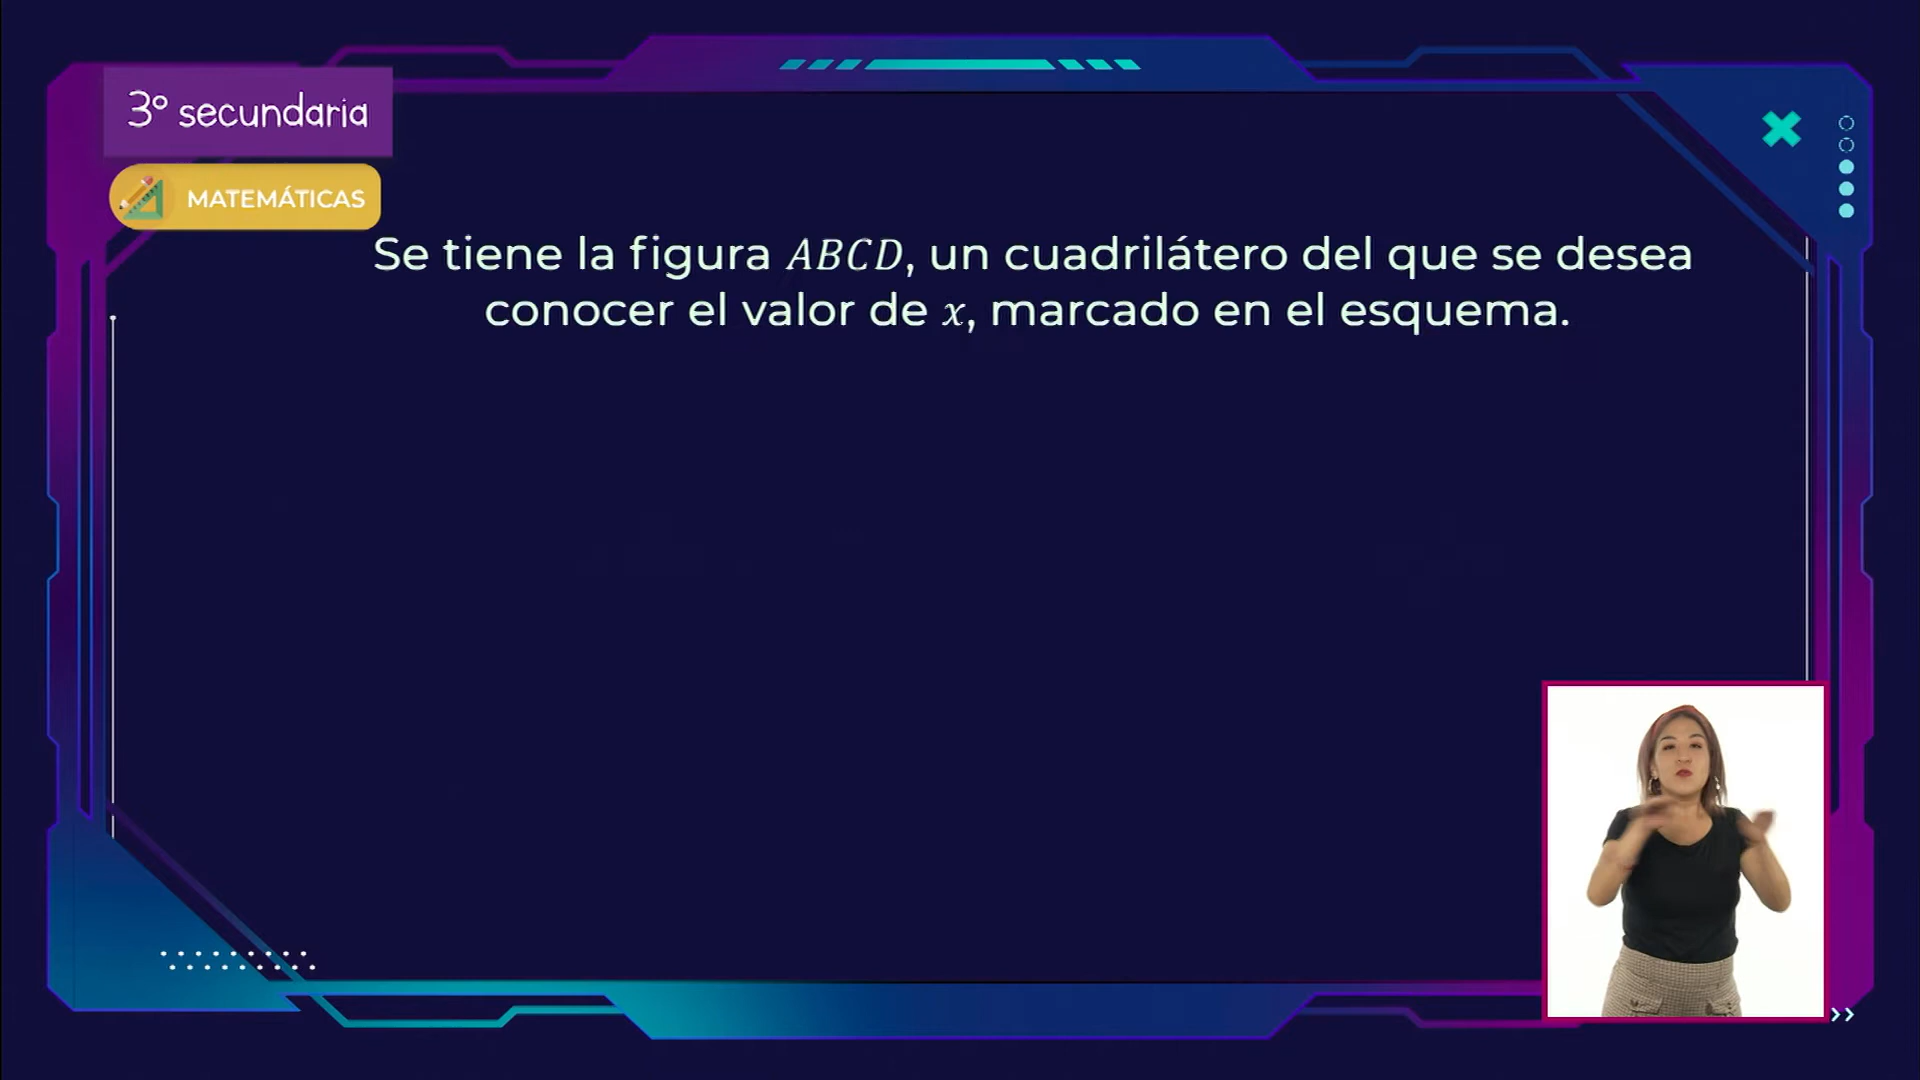 3° secundaria
MATEMÁTICAS
Se tiene la figura ABCD, un cuadrilátero del que se desea
conocer el valor de x, marcado en el esquema.